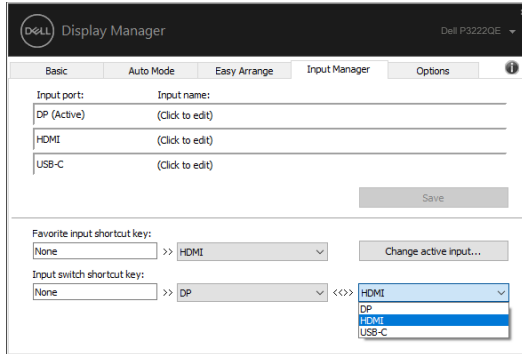 DELL Display Manager Dell P3222QE
Basic Auto Mode Easy Arrange Input Manager Options
Input port: Input name:
DP (Active) (Click to edit)
HDMI (Click to edit)
USB-C (Click to edit)
Save
Favorite input shortcut key:
None >> HDMI Change active input...
Input switch shortcut key:
None >> DP <<>> HDMI
DP
HDMI
USB-C